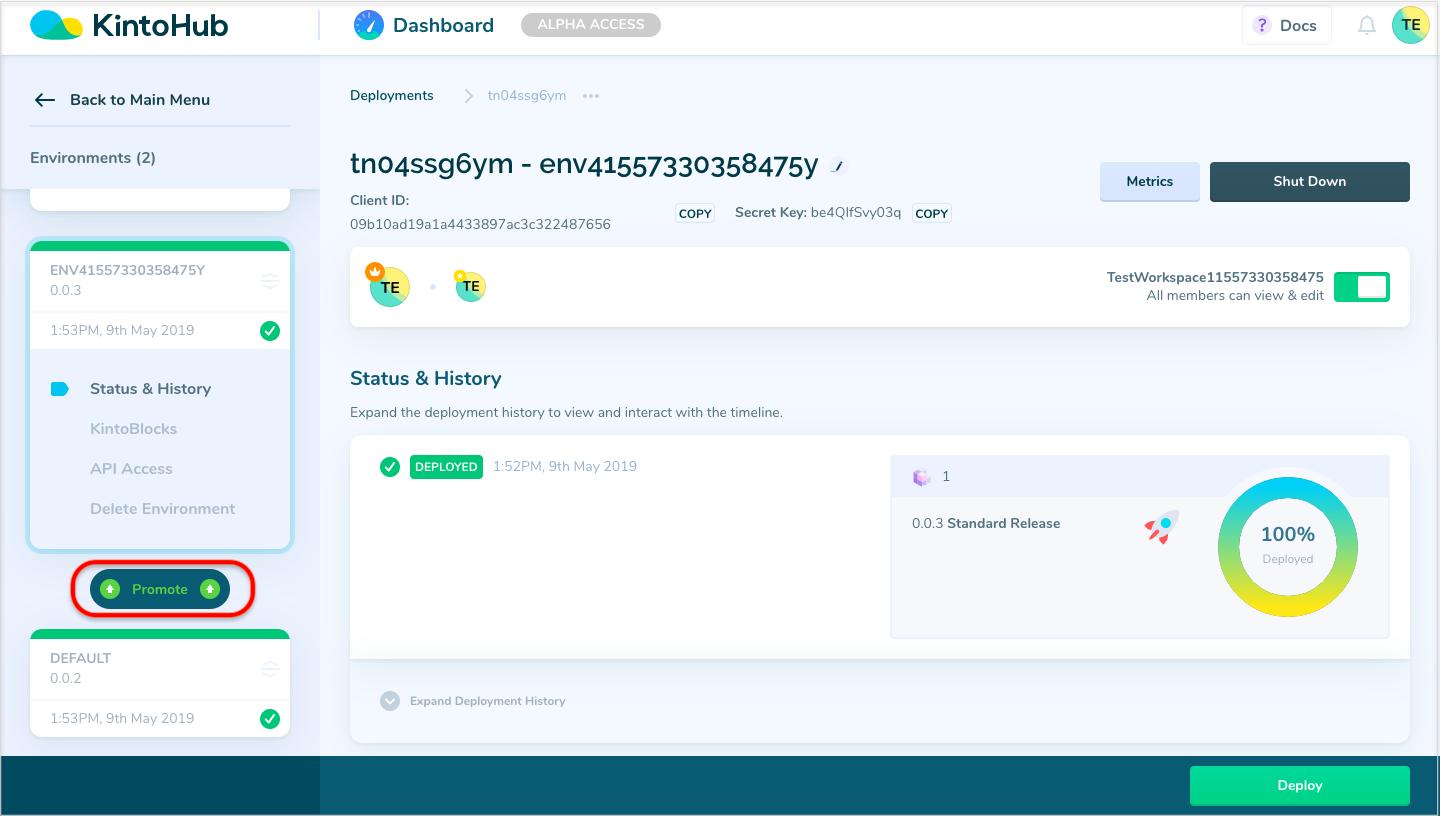 KintoHub
Dashboard
ALPHA ACCESS
? Docs
TE
Back to Main Menu
Environments (2)
ENV41557330358475Y
0.0.3
1:53PM, 9th May 2019
Status & History
KintoBlocks
API Access
Delete Environment
Promote
DEFAULT
0.0.2
1:53PM, 9th May 2019
Deployments
tn04ssg6ym
tn04ssg6ym - env41557330358475y
Metrics
Shut Down
Client ID:
09b10ad19a1a4433897ac3c322487656
COPY
Secret Key: be4QIfSvy03q
COPY
TE
TE
TestWorkspace11557330358475
All members can view & edit
Status & History
Expand the deployment history to view and interact with the timeline.
DEPLOYED 1:52PM, 9th May 2019
1
0.0.3 Standard Release
100%
Deployed
Expand Deployment History
Deploy